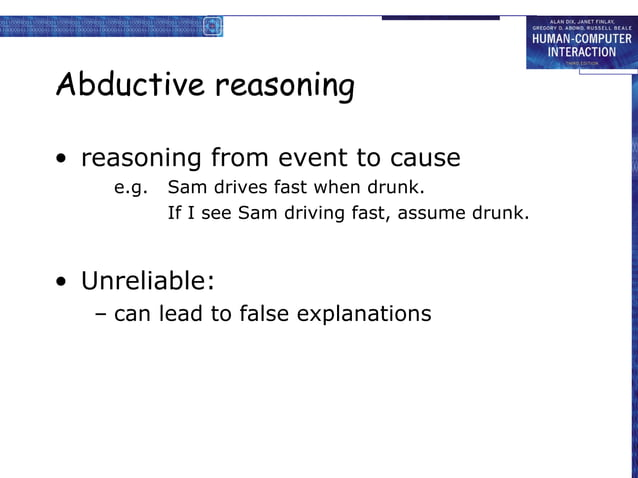 ALAN DIX, JANET FINLAY,
GREGORY D. ABOWD, RUSSELL BEALE
HUMAN-COMPUTER
INTERACTION
THIRD EDITION
Abductive reasoning
• reasoning from event to cause
e.g. Sam drives fast when drunk.
If I see Sam driving fast, assume drunk.
• Unreliable:
– can lead to false explanations